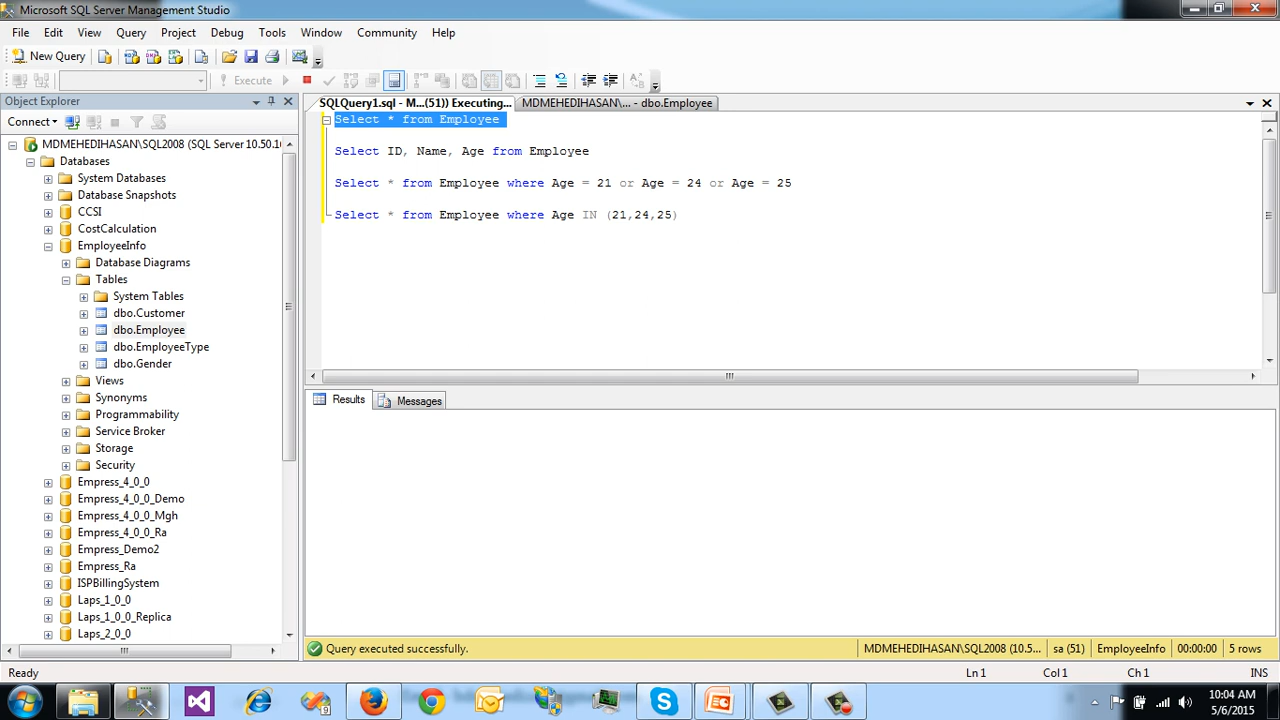 Microsoft SQL Server Management Studio
File Edit View Query Project Debug Tools Window Community Help
New Query
Execute
Object Explorer
SQLQuery1.sql - M...(51)) Executing...
MDMEHEDIHASAN\... - dbo.Employee
Connect
MDMEHEDIHASAN\SQL2008 (SQL Server 10.50.1
Databases
System Databases
Database Snapshots
CCSI
CostCalculation
EmployeeInfo
Database Diagrams
Tables
System Tables
dbo.Customer
dbo.Employee
dbo.EmployeeType
dbo.Gender
Views
Synonyms
Programmability
Service Broker
Storage
Security
Empress_4_0_0
Empress_4_0_0_Demo
Empress_4_0_0_Mgh
Empress_4_0_0_Ra
Empress_Demo2
Empress_Ra
ISPBillingSystem
Laps_1_0_0
Laps_1_0_0_Replica
Laps_2_0_0
Select * from Employee
Select ID, Name, Age from Employee
Select * from Employee where Age = 21 or Age = 24 or Age = 25
Select * from Employee where Age IN (21,24,25)
Results
Messages
Query executed successfully.
MDMEHEDIHASAN\SQL2008 (10.5...
sa (51)
EmployeeInfo
00:00:00
5 rows
Ready
Ln 1
Col 1
Ch 1
INS
10:04 AM
5/6/2015